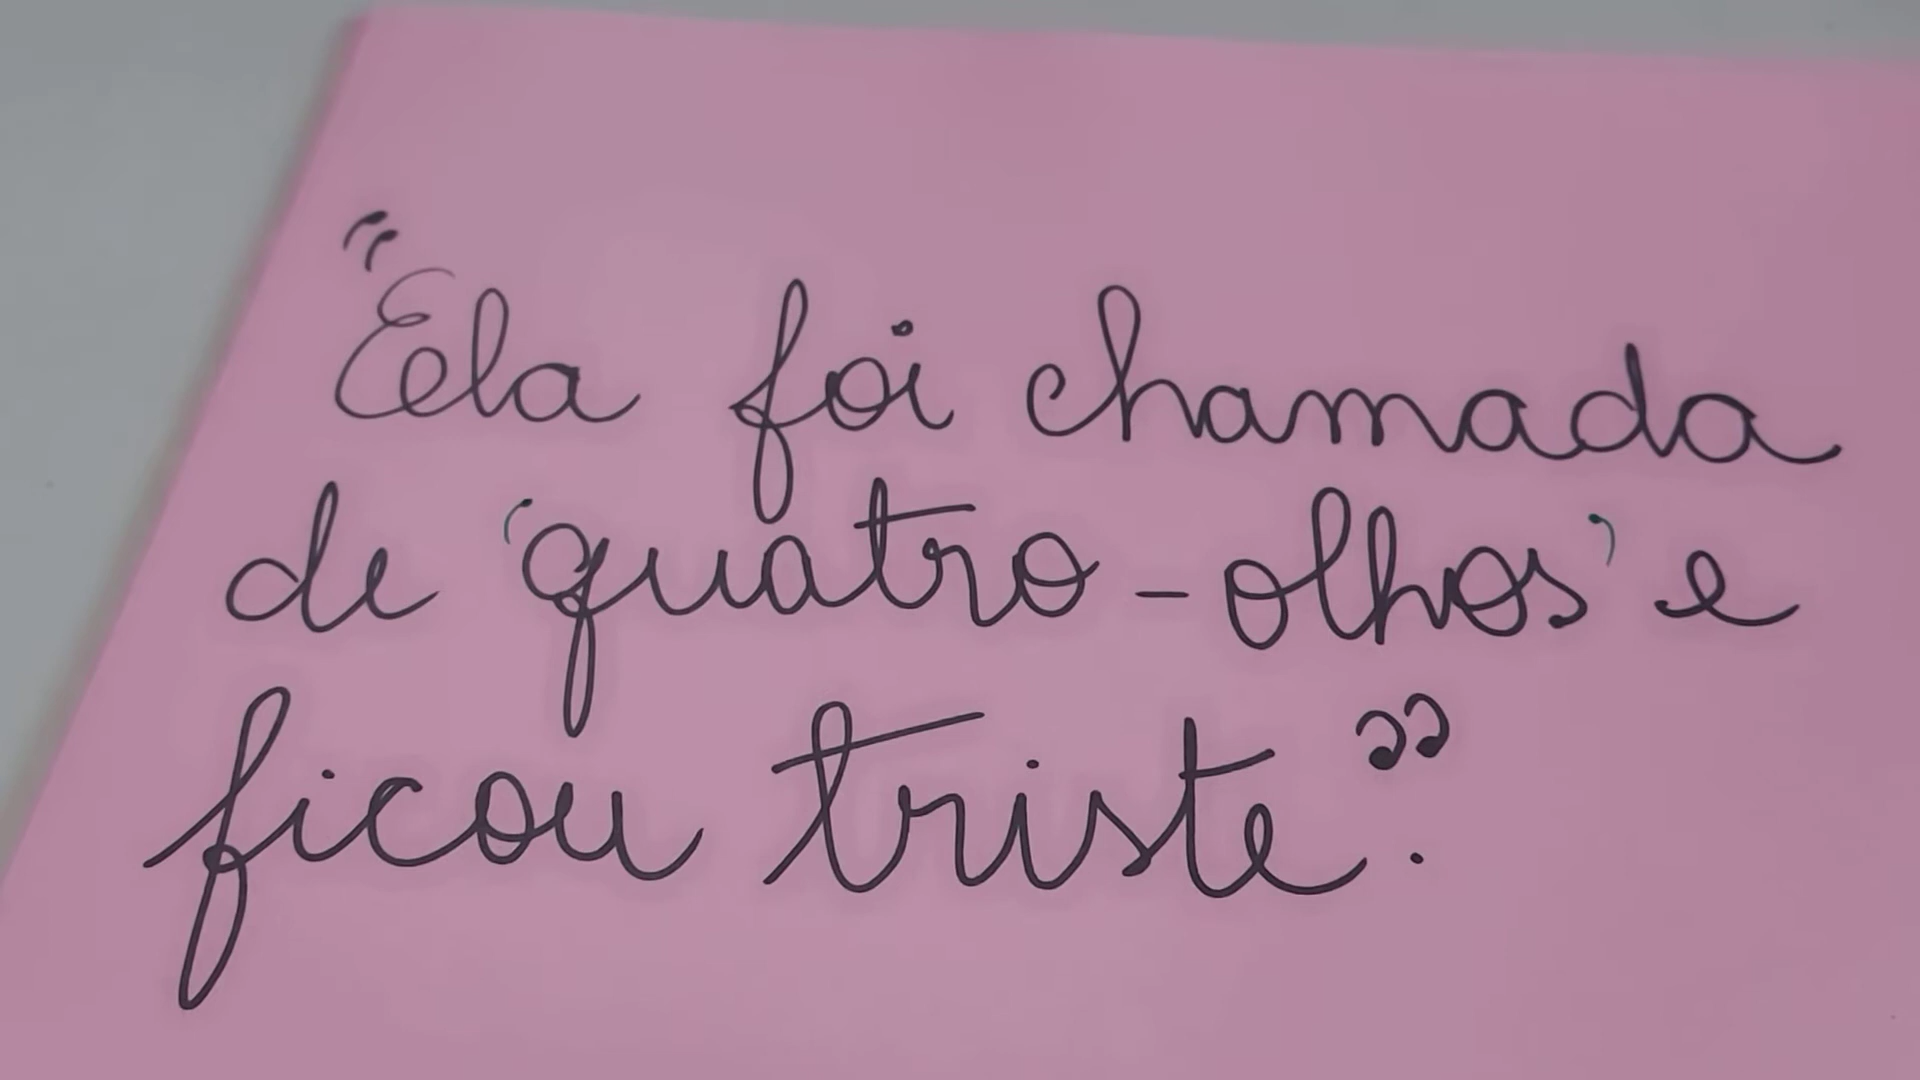 “Ela foi chamada
de ‘quatro-olhos’ e
ficou triste”.